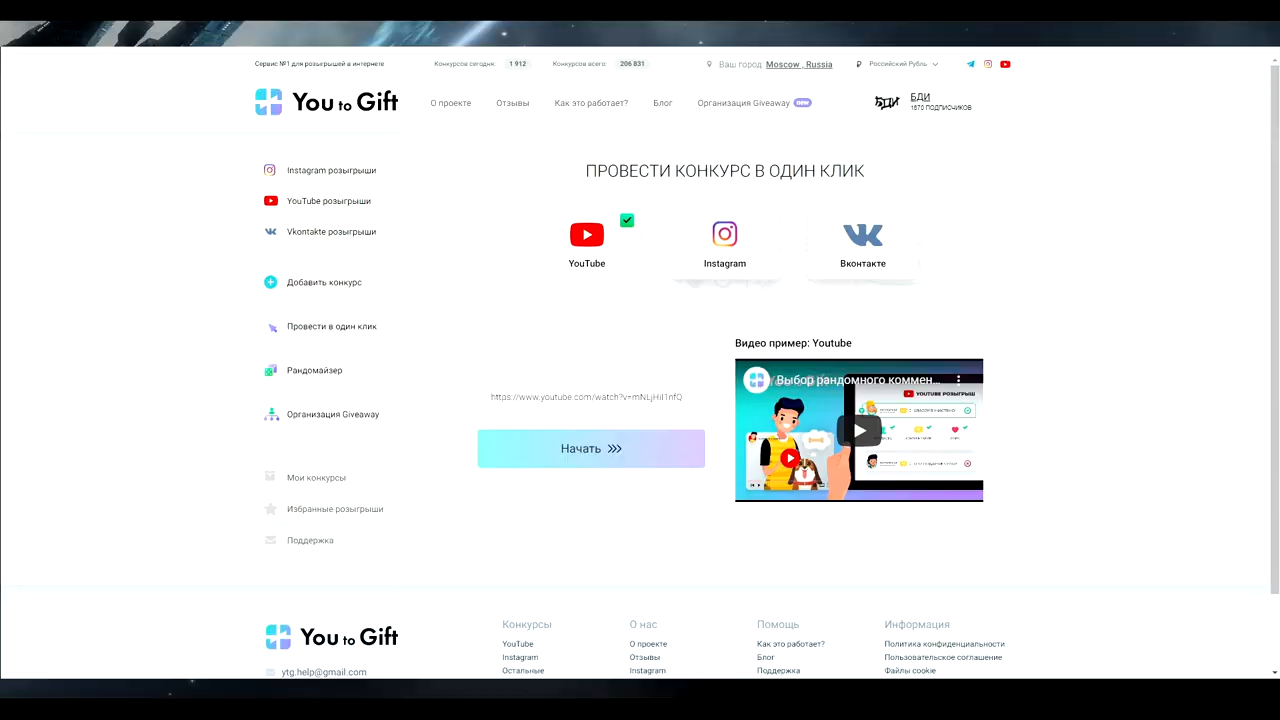 Сервис №1 для розыгрышей в интернете
Конкурсов сегодня: 1 912
Конкурсов всего: 206 831
Ваш город: Moscow , Russia
₽ Российский Рубль
You to Gift
О проекте
Отзывы
Как это работает?
Блог
Организация Giveaway new
БДИ
БДИ
1670 ПОДПИСЧИКОВ
Instagram розыгрыши
YouTube розыгрыши
Vkontakte розыгрыши
Добавить конкурс
Провести в один клик
Рандомайзер
Организация Giveaway
Мои конкурсы
Избранные розыгрыши
Поддержка
ПРОВЕСТИ КОНКУРС В ОДИН КЛИК
YouTube
Instagram
Вконтакте
https://www.youtube.com/watch?v=mNLjHiI1nfQ
Начать
Видео пример: Youtube
Выбор рандомного коммен...
YOUTUBE РОЗЫГРЫШ
You to Gift
ytg.help@gmail.com
Конкурсы
YouTube
Instagram
Остальные
О нас
О проекте
Отзывы
Instagram
Помощь
Как это работает?
Блог
Поддержка
Информация
Политика конфиденциальности
Пользовательское соглашение
Файлы cookie